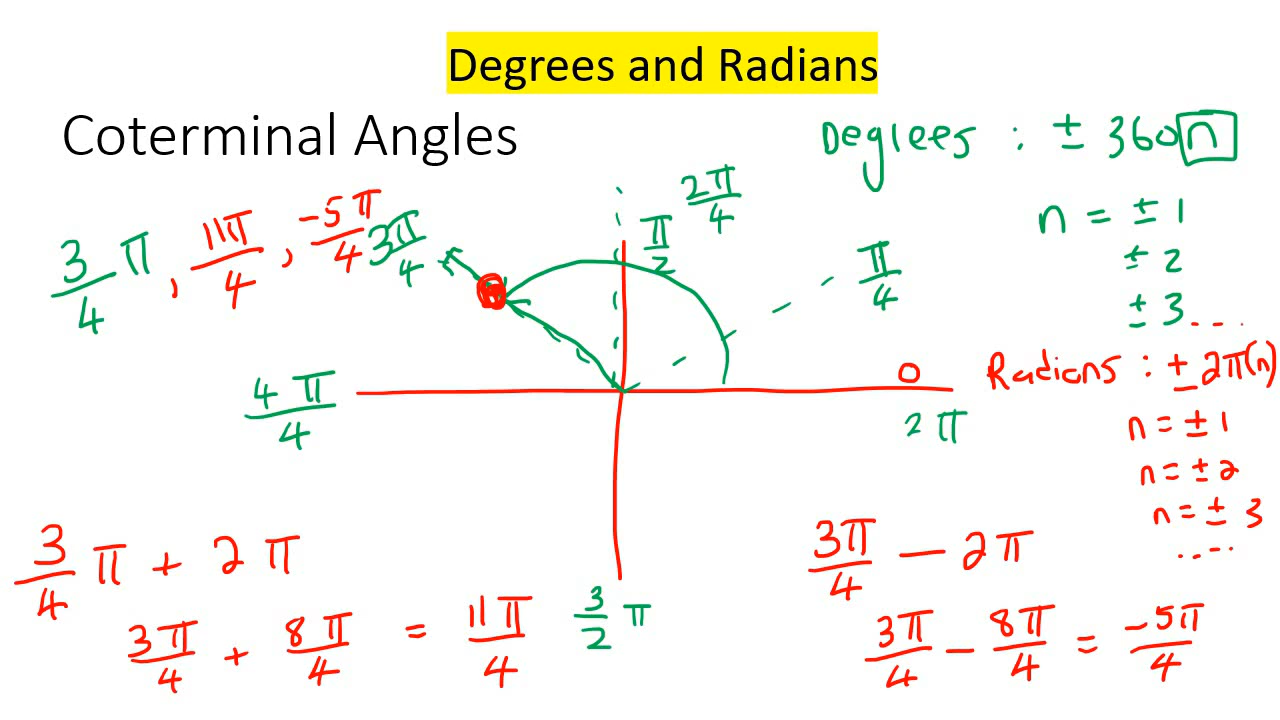 Degrees and Radians
Coterminal Angles
Degrees : ± 360n
n = ± 1
± 2
± 3 ....
3/4 π , 11π/4 , -5π/4
3π/4
π/2 2π/4
π/4
4π/4
0
2π
3/2 π
Radians : ± 2π(n)
n = ± 1
n = ± 2
n = ± 3
....
3/4 π + 2π
3π/4 + 8π/4 = 11π/4
3π/4 - 2π
3π/4 - 8π/4 = -5π/4